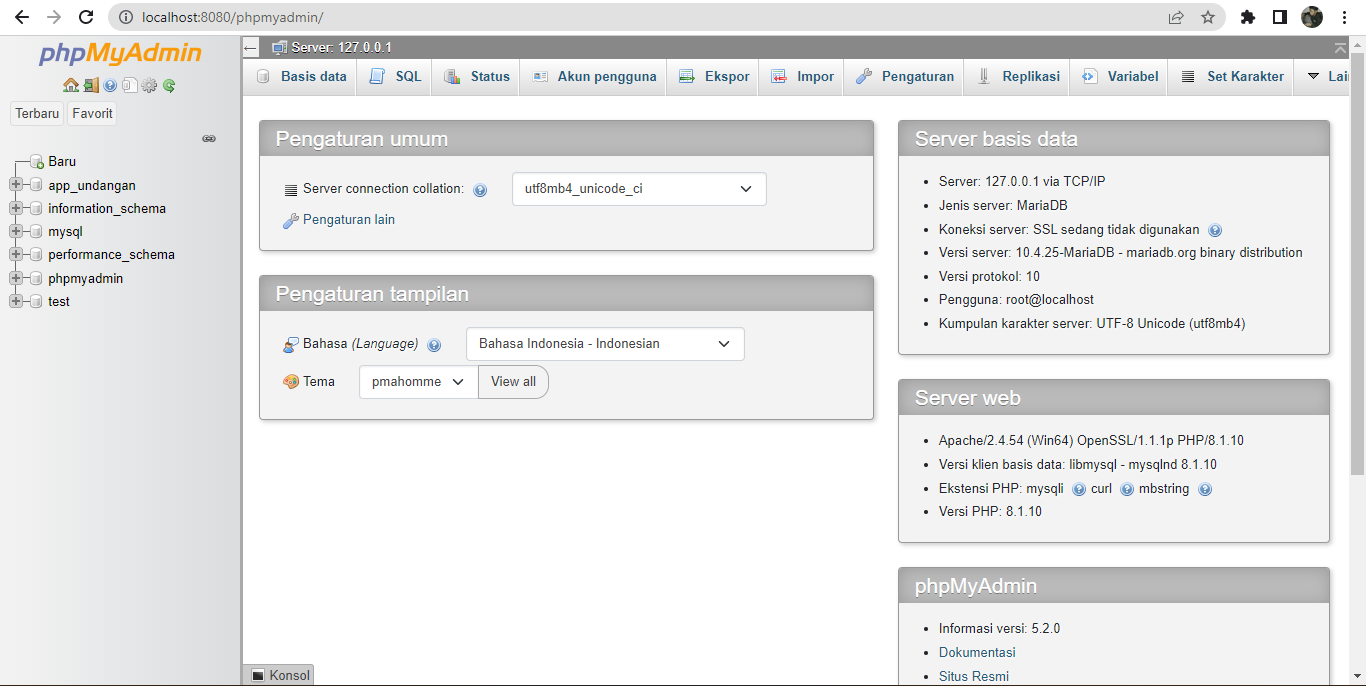 localhost:8080/phpmyadmin/
phpMyAdmin
Terbaru Favorit
Baru
app_undangan
information_schema
mysql
performance_schema
phpmyadmin
test
Server: 127.0.0.1
Basis data SQL Status Akun pengguna Ekspor Impor Pengaturan Replikasi Variabel Set Karakter Lai
Pengaturan umum
Server connection collation: utf8mb4_unicode_ci
Pengaturan lain
Pengaturan tampilan
Bahasa (Language) Bahasa Indonesia - Indonesian
Tema pmahomme View all
Server basis data
Server: 127.0.0.1 via TCP/IP
Jenis server: MariaDB
Koneksi server: SSL sedang tidak digunakan
Versi server: 10.4.25-MariaDB - mariadb.org binary distribution
Versi protokol: 10
Pengguna: root@localhost
Kumpulan karakter server: UTF-8 Unicode (utf8mb4)
Server web
Apache/2.4.54 (Win64) OpenSSL/1.1.1p PHP/8.1.10
Versi klien basis data: libmysql - mysqlnd 8.1.10
Ekstensi PHP: mysqli curl mbstring
Versi PHP: 8.1.10
phpMyAdmin
Informasi versi: 5.2.0
Dokumentasi
Situs Resmi
Konsol